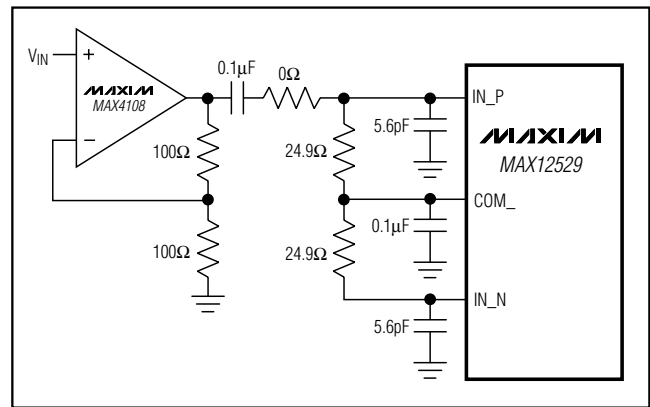 V_IN
+
MAXIM
MAX4108
−
0.1µF
0Ω
100Ω
100Ω
24.9Ω
24.9Ω
5.6pF
0.1µF
5.6pF
IN_P
MAXIM
MAX12529
COM_
IN_N